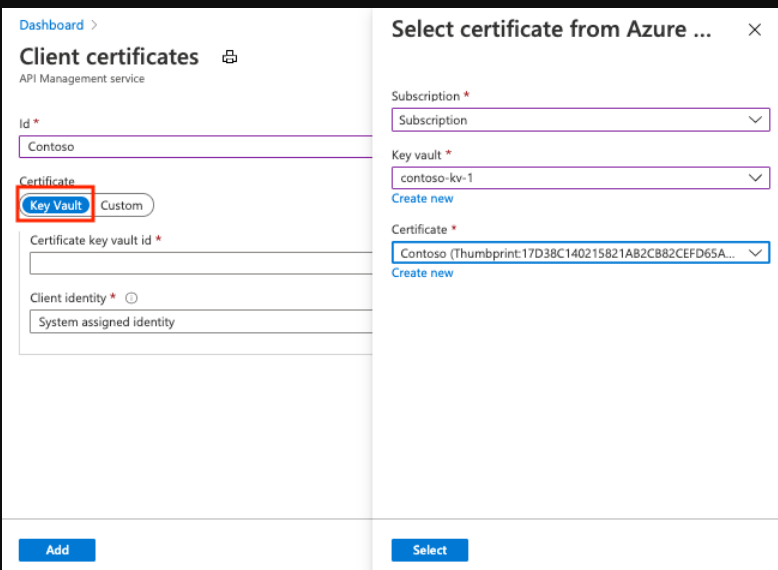 Dashboard >
Client certificates
API Management service
Id *
Contoso
Certificate
Key Vault
Custom
Certificate key vault id *
Client identity *
System assigned identity
Add
Select certificate from Azure ...
Subscription *
Subscription
Key vault *
contoso-kv-1
Create new
Certificate *
Contoso (Thumbprint:17D38C140215821AB2CB82CEFD65A...
Create new
Select